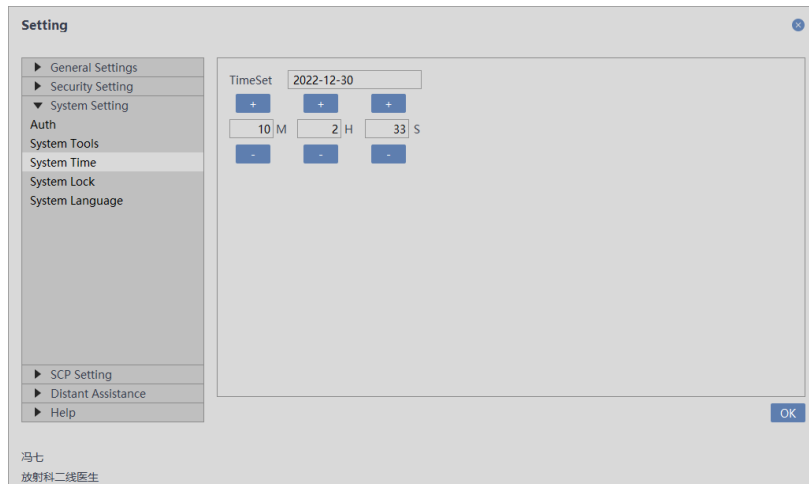 Setting
General Settings
Security Setting
System Setting
Auth
System Tools
System Time
System Lock
System Language
SCP Setting
Distant Assistance
Help
TimeSet 2022-12-30
+ + +
10 M 2 H 33 S
- - -
OK
冯七
放射科二线医生